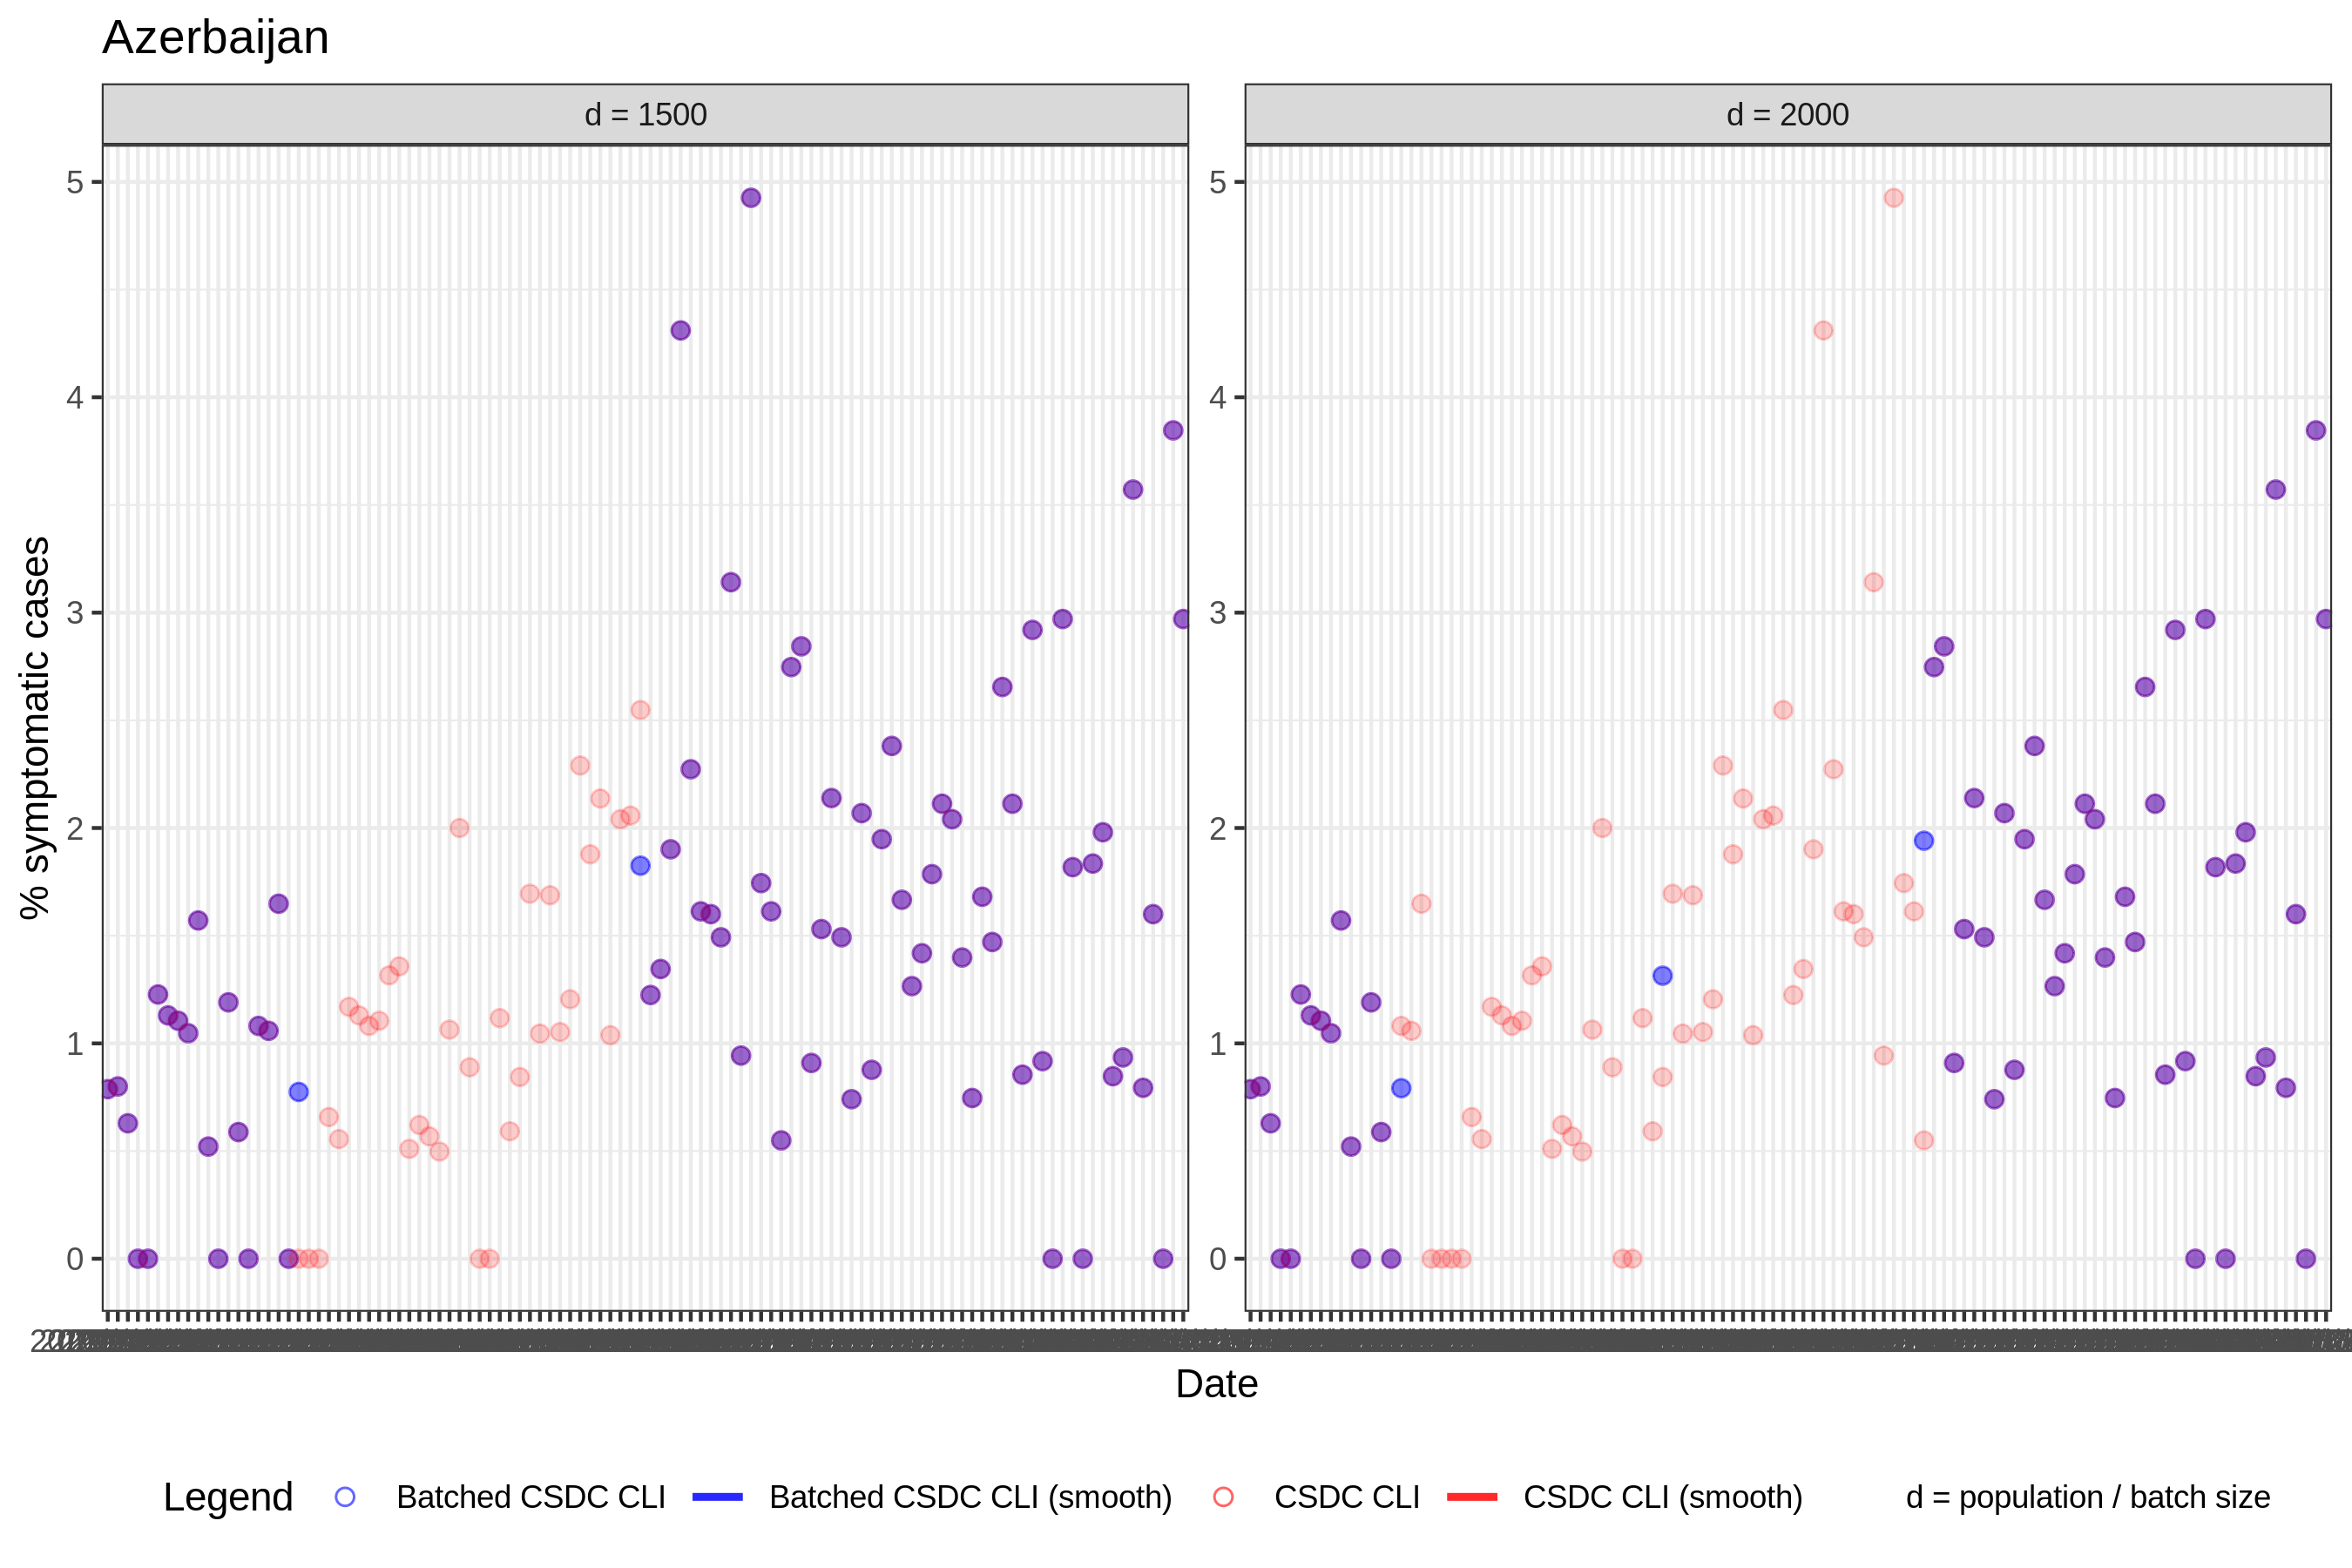 Azerbaijan
d = 1500
d = 2000
5
4
3
2
1
0
5
4
3
2
1
0
% symptomatic cases
Date
Legend
Batched CSDC CLI
Batched CSDC CLI (smooth)
CSDC CLI
CSDC CLI (smooth)
d = population / batch size